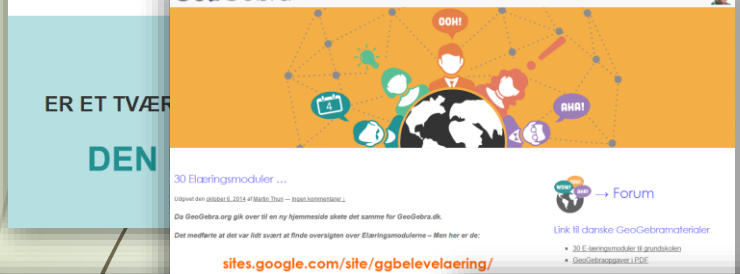 ER ET TVÆR
DEN
OOH!
4
AHA!
30 Elæringsmoduler ...
Udgivet den oktober 6, 2014 af Martin Thun — Ingen kommentarer ↓
Da GeoGebra.org gik over til en ny hjemmeside skete det samme for GeoGebra.dk.
Det medførte at det var lidt svært at finde oversigten over Elæringsmodulerne – Men her er de:
sites.google.com/site/ggbelevelaering/
WOW!
→ Forum
Link til danske GeoGebramaterialer
30 E-læringsmoduler til grundskolen
GeoGebraopgaver i PDF